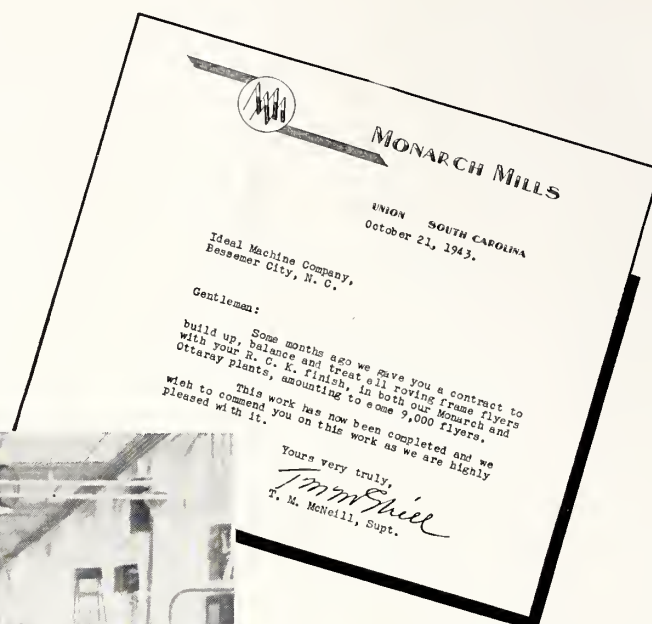 MONARCH MILLS
UNION SOUTH CAROLINA
October 21, 1943.
Ideal Machine Company,
Bessemer City, N. C.
Gentlemen:
Some months ago we gave you a contract to
build up, balance and treat all roving frame flyers
with your R. C. K. finish, in both our Monarch and
Ottaray plants, amounting to some 9,000 flyers.
This work has now been completed and we
wish to commend you on this work as we are highly
pleased with it.
Yours very truly,
T. M. McNeill
T. M. McNeill, Supt.